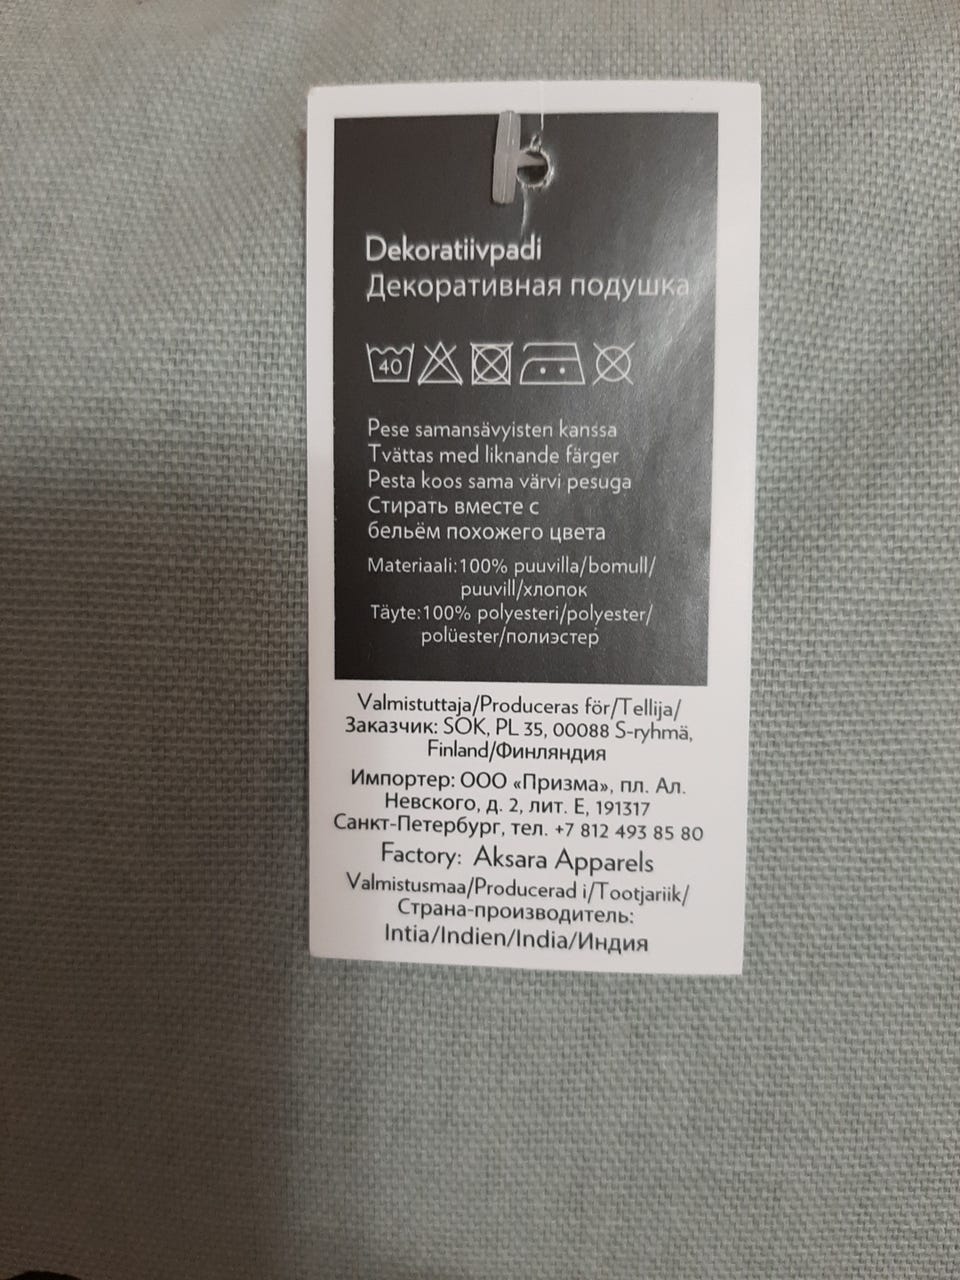 Dekoratiivpadi
Декоративная подушка
40
Pese samansävyisten kanssa
Tvättas med liknande färger
Pesta koos sama värvi pesuga
Стирать вместе с
бельём похожего цвета
Materiaali:100% puuvilla/bomull/
puuvill/хлопок
Täyte:100% polyesteri/polyester/
polüester/полиэстер
Valmistuttaja/Produceras för/Tellija/
Заказчик: SOK, PL 35, 00088 S-ryhmä,
Finland/Финляндия
Импортер: ООО «Призма», пл. Ал.
Невского, д. 2, лит. Е, 191317
Санкт-Петербург, тел. +7 812 493 85 80
Factory: Aksara Apparels
Valmistusmaa/Producerad i/Tootjariik/
Страна-производитель:
Intia/Indien/India/Индия